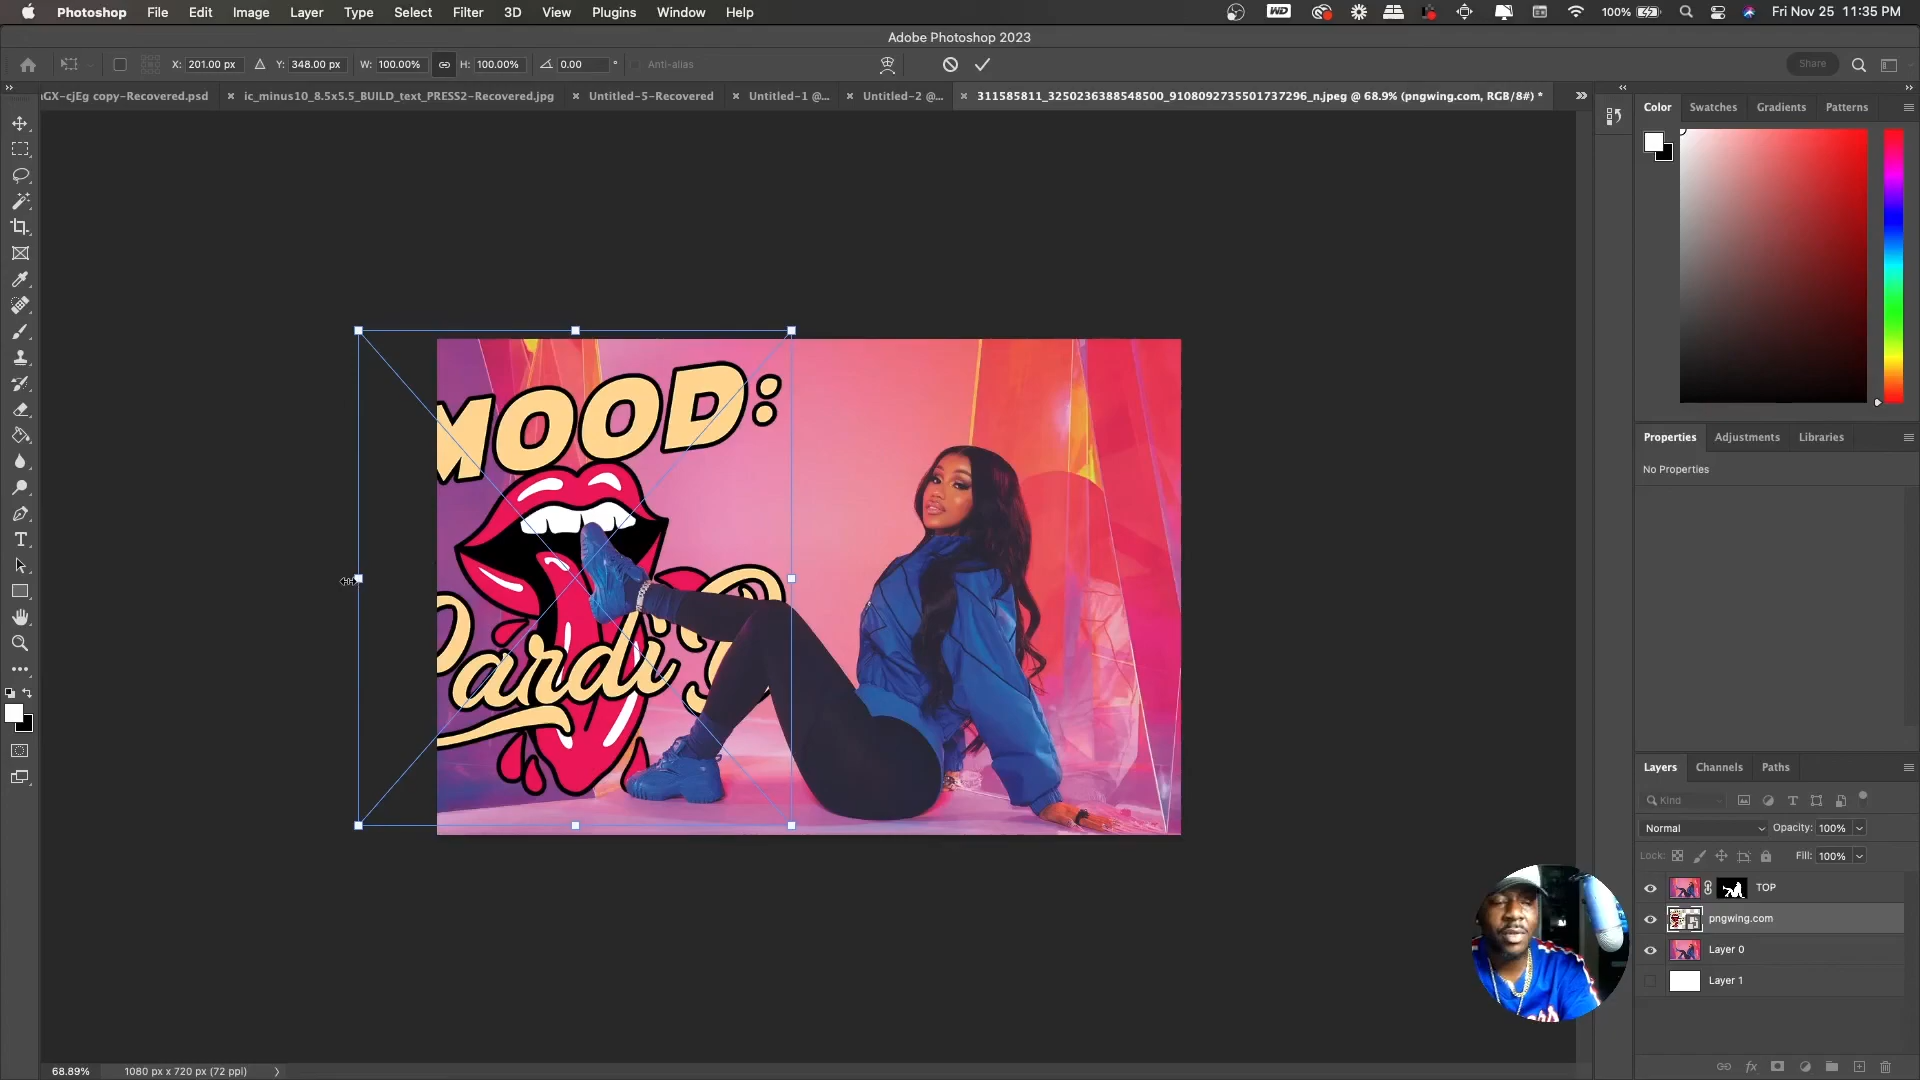 Photoshop File Edit Image Layer Type Select Filter 3D View Plugins Window Help
WD 100% Fri Nov 25 11:35 PM
Adobe Photoshop 2023
X: 201.00 px Y: 348.00 px W: 100.00% H: 100.00% 0.00 ° Anti-alias Share
GX-cjEg copy-Recovered.psd × ic_minus10_8.5x5.5_BUILD_text_PRESS2-Recovered.jpg × Untitled-5-Recovered × Untitled-1 @... × Untitled-2 @... × 311585811_3250236388548500_9108092735501737296_n.jpeg @ 68.9% (pngwing.com, RGB/8#) *
Color Swatches Gradients Patterns
MOOD:
Cardi B
Properties Adjustments Libraries
No Properties
Layers Channels Paths
Kind
Normal Opacity: 100%
Lock: Fill: 100%
TOP
pngwing.com
Layer 0
Layer 1
68.89% 1080 px x 720 px (72 ppi)